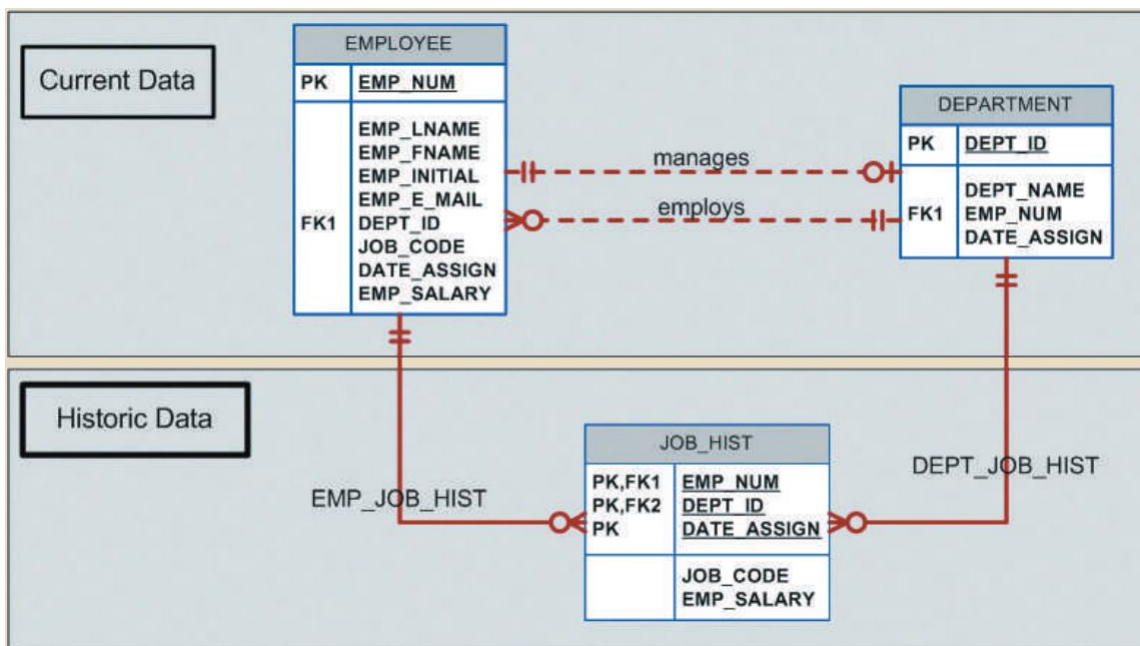 Current Data
EMPLOYEE
PK EMP_NUM
EMP_LNAME
EMP_FNAME
EMP_INITIAL
EMP_E_MAIL
FK1 DEPT_ID
JOB_CODE
DATE_ASSIGN
EMP_SALARY
manages
employs
DEPARTMENT
PK DEPT_ID
DEPT_NAME
FK1 EMP_NUM
DATE_ASSIGN
Historic Data
EMP_JOB_HIST
JOB_HIST
PK,FK1 EMP_NUM
PK,FK2 DEPT_ID
PK DATE_ASSIGN
JOB_CODE
EMP_SALARY
DEPT_JOB_HIST